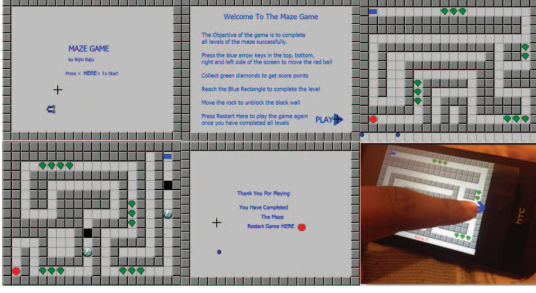 MAZE GAME
by Rijin Raju
Press < HERE> To Start
Welcome To The Maze Game
The Objective of the game is to complete
all levels of the maze successfully.
Press the blue arrow keys in the top, bottom,
right and left side of the screen to move the red ball
Collect green diamonds to get score points
Reach the Blue Rectangle to complete the level
Move the rock to unblock the black wall
Press Restart Here to play the game again
once you have completed all levels
PLAY
Thank You For Playing
You Have Completed
The Maze
Restart Game HERE
hTC